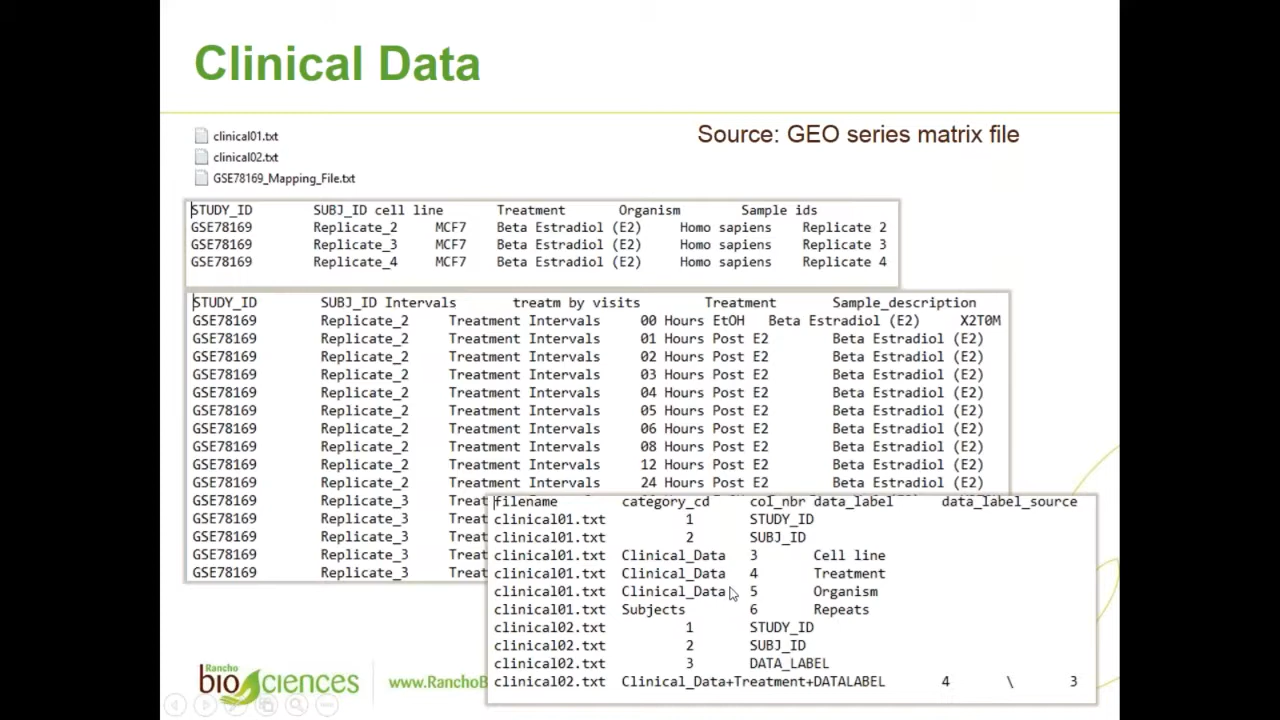 Clinical Data
Source: GEO series matrix file
clinical01.txt
clinical02.txt
GSE78169_Mapping_File.txt
STUDY_ID SUBJ_ID cell line Treatment Organism Sample ids
GSE78169 Replicate_2 MCF7 Beta Estradiol (E2) Homo sapiens Replicate 2
GSE78169 Replicate_3 MCF7 Beta Estradiol (E2) Homo sapiens Replicate 3
GSE78169 Replicate_4 MCF7 Beta Estradiol (E2) Homo sapiens Replicate 4
STUDY_ID SUBJ_ID Intervals treatm by visits Treatment Sample_description
GSE78169 Replicate_2 Treatment Intervals 00 Hours EtOH Beta Estradiol (E2) X2T0M
GSE78169 Replicate_2 Treatment Intervals 01 Hours Post E2 Beta Estradiol (E2)
GSE78169 Replicate_2 Treatment Intervals 02 Hours Post E2 Beta Estradiol (E2)
GSE78169 Replicate_2 Treatment Intervals 03 Hours Post E2 Beta Estradiol (E2)
GSE78169 Replicate_2 Treatment Intervals 04 Hours Post E2 Beta Estradiol (E2)
GSE78169 Replicate_2 Treatment Intervals 05 Hours Post E2 Beta Estradiol (E2)
GSE78169 Replicate_2 Treatment Intervals 06 Hours Post E2 Beta Estradiol (E2)
GSE78169 Replicate_2 Treatment Intervals 08 Hours Post E2 Beta Estradiol (E2)
GSE78169 Replicate_2 Treatment Intervals 12 Hours Post E2 Beta Estradiol (E2)
GSE78169 Replicate_2 Treatment Intervals 24 Hours Post E2 Beta Estradiol (E2)
GSE78169 Replicate_3 Treat
GSE78169 Replicate_3 Treat
GSE78169 Replicate_3 Treat
GSE78169 Replicate_3 Treat
GSE78169 Replicate_3 Treat
filename category_cd col_nbr data_label data_label_source
clinical01.txt 1 STUDY_ID
clinical01.txt 2 SUBJ_ID
clinical01.txt Clinical_Data 3 Cell line
clinical01.txt Clinical_Data 4 Treatment
clinical01.txt Clinical_Data 5 Organism
clinical01.txt Subjects 6 Repeats
clinical02.txt 1 STUDY_ID
clinical02.txt 2 SUBJ_ID
clinical02.txt 3 DATA_LABEL
clinical02.txt Clinical_Data+Treatment+DATALABEL 4 \ 3
Rancho
biosciences
www.RanchoB